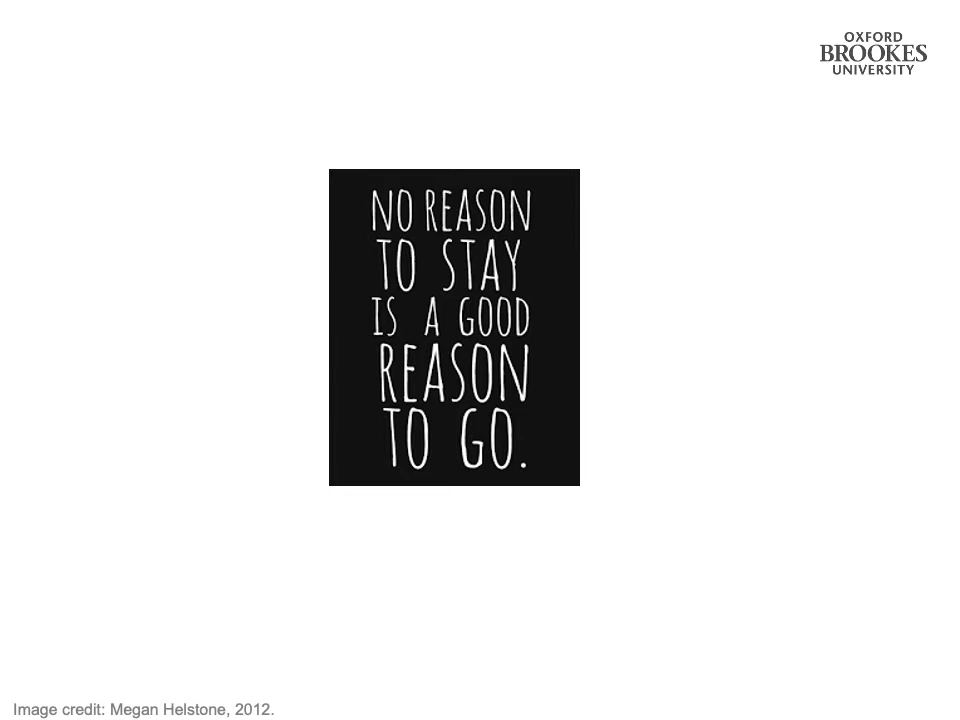 OXFORD
BROOKES
UNIVERSITY
NO REASON
TO STAY
IS A GOOD
REASON
TO GO.
Image credit: Megan Helstone, 2012.